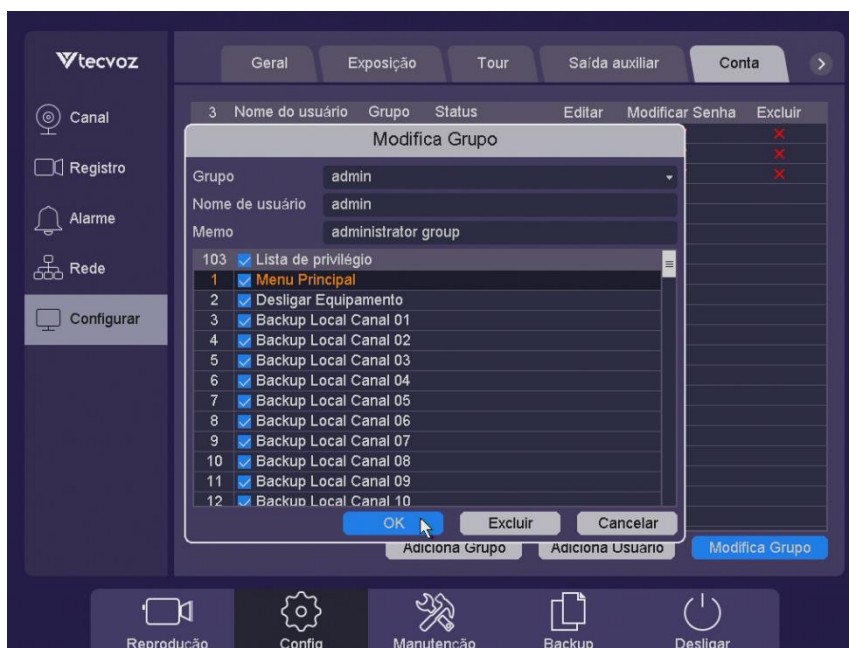 tecvoz
Geral Exposição Tour Saída auxiliar Conta
Canal
Registro
Alarme
Rede
Configurar
3 Nome do usuário Grupo Status Editar Modificar Senha Excluir
Modifica Grupo
Grupo admin
Nome de usuário admin
Memo administrator group
103 Lista de privilégio
1 Menu Principal
2 Desligar Equipamento
3 Backup Local Canal 01
4 Backup Local Canal 02
5 Backup Local Canal 03
6 Backup Local Canal 04
7 Backup Local Canal 05
8 Backup Local Canal 06
9 Backup Local Canal 07
10 Backup Local Canal 08
11 Backup Local Canal 09
12 Backup Local Canal 10
OK Excluir Cancelar
Adiciona Grupo Adiciona Usuário Modifica Grupo
Reprodução Config Manutenção Backup Desligar